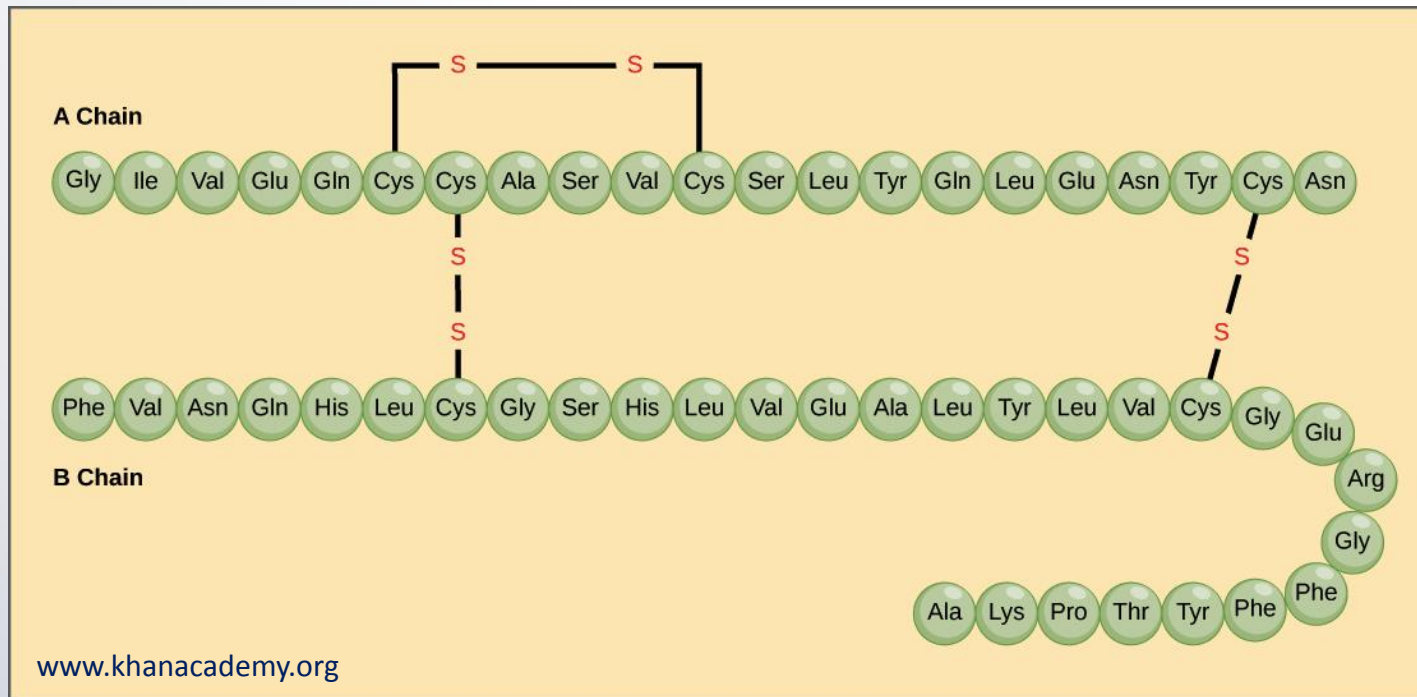 S S
A Chain
Gly Ile Val Glu Gln Cys Cys Ala Ser Val Cys Ser Leu Tyr Gln Leu Glu Asn Tyr Cys Asn
S S
S S
Phe Val Asn Gln His Leu Cys Gly Ser His Leu Val Glu Ala Leu Tyr Leu Val Cys Gly Glu
B Chain
Arg
Gly
Ala Lys Pro Thr Tyr Phe Phe
www.khanacademy.org